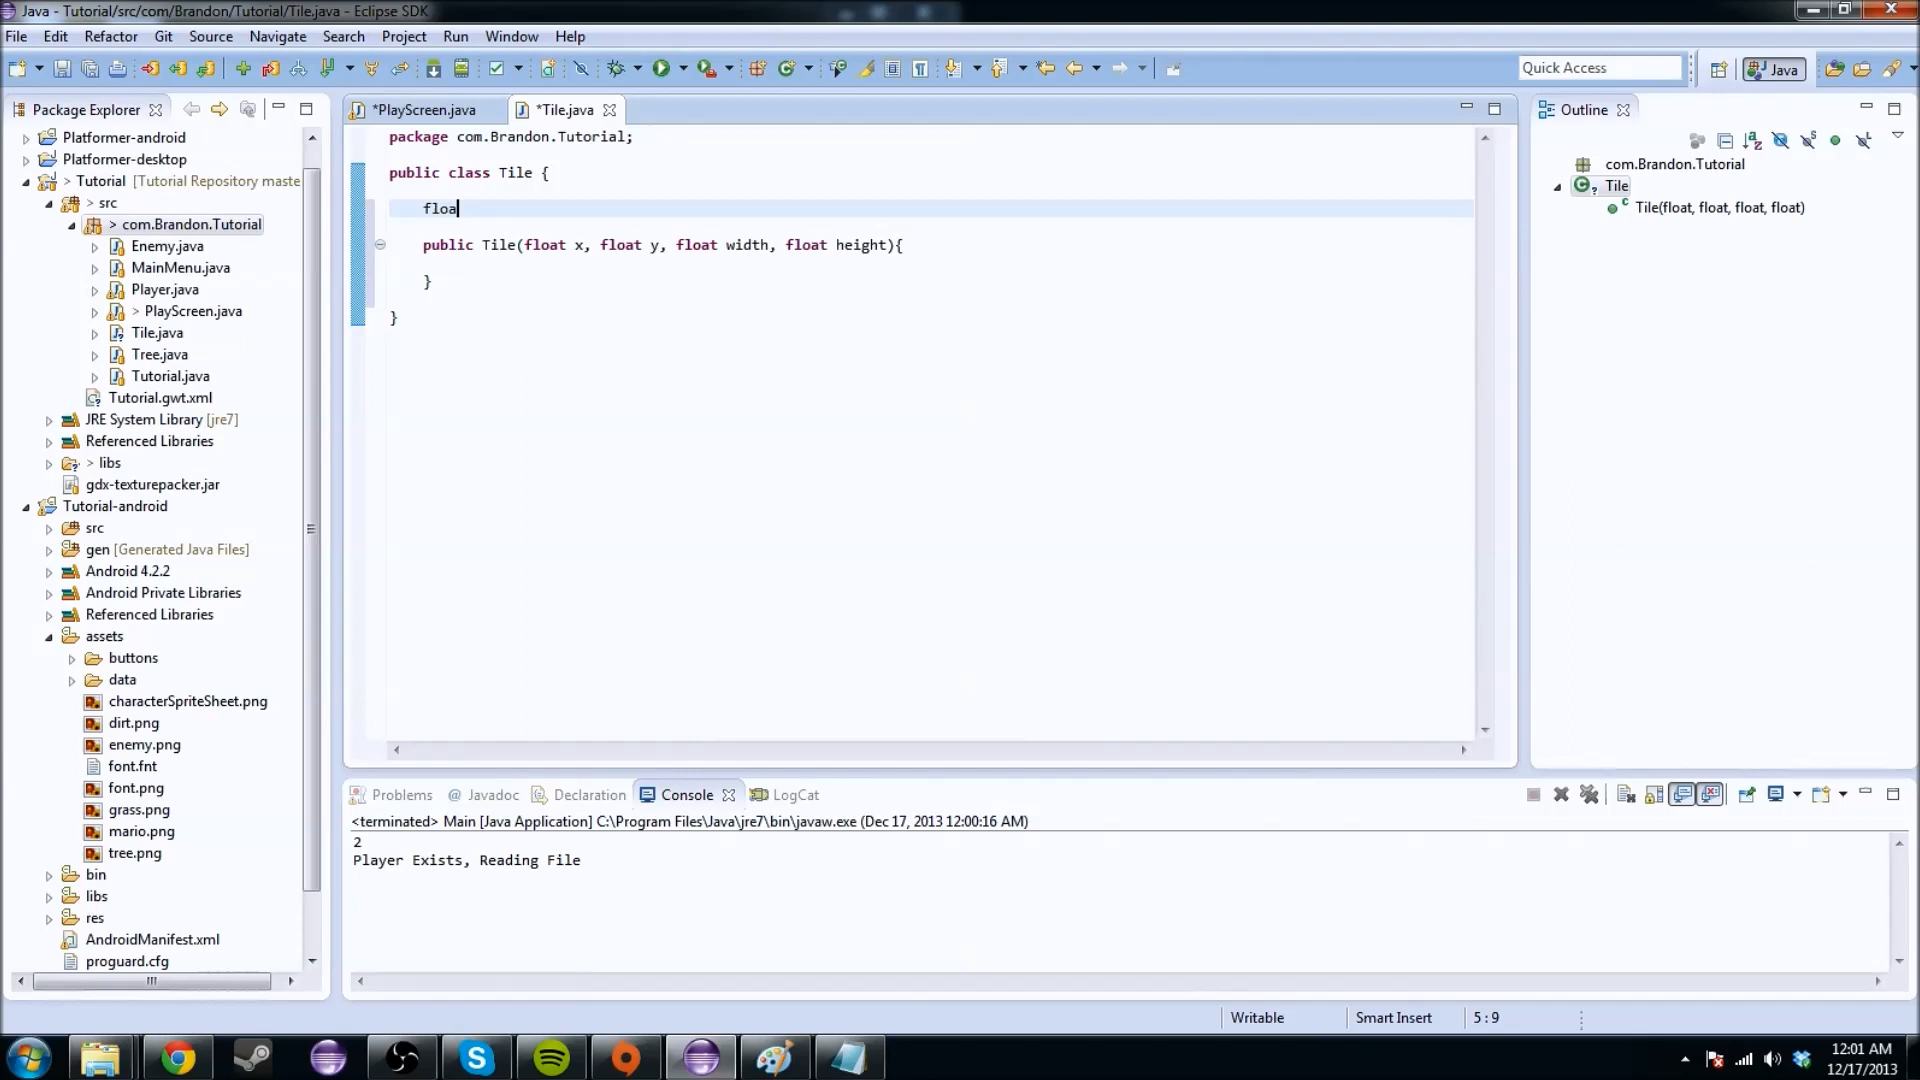 Java - Tutorial/src/com/Brandon/Tutorial/Tile.java - Eclipse SDK
File Edit Refactor Git Source Navigate Search Project Run Window Help
Quick Access
Java
Package Explorer
Platformer-android
Platformer-desktop
> Tutorial [Tutorial Repository maste
> src
> com.Brandon.Tutorial
Enemy.java
MainMenu.java
Player.java
> PlayScreen.java
Tile.java
Tree.java
Tutorial.java
Tutorial.gwt.xml
JRE System Library [jre7]
Referenced Libraries
> libs
gdx-texturepacker.jar
Tutorial-android
src
gen [Generated Java Files]
Android 4.2.2
Android Private Libraries
Referenced Libraries
assets
buttons
data
characterSpriteSheet.png
dirt.png
enemy.png
font.fnt
font.png
grass.png
mario.png
tree.png
bin
libs
res
AndroidManifest.xml
proguard.cfg
*PlayScreen.java *Tile.java
package com.Brandon.Tutorial;
public class Tile {
floa
public Tile(float x, float y, float width, float height){
}
}
Outline
com.Brandon.Tutorial
Tile
Tile(float, float, float, float)
Problems @ Javadoc Declaration Console LogCat
<terminated> Main [Java Application] C:\Program Files\Java\jre7\bin\javaw.exe (Dec 17, 2013 12:00:16 AM)
2
Player Exists, Reading File
Writable Smart Insert 5 : 9
12:01 AM
12/17/2013